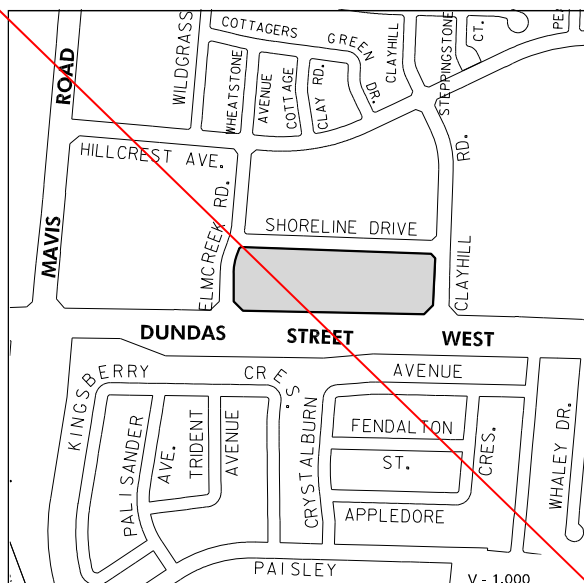 COTTAGERS
GREEN
DR.
CLAYHILL
STEPPINGSTONE
CT.
WILDGRASS
ROAD
WHEATSTONE
AVENUE
COTTAGE
CLAY RD.
RD.
HILLCREST AVE.
RD.
ELMCREEK
SHORELINE DRIVE
MAVIS
CLAYHILL
DUNDAS STREET WEST
KINGSBERRY CRES.
AVENUE
CRYSTALBURN
FENDALTON
ST.
CRES.
WHALEY DR.
PALISANDER
AVE.
TRIDENT
AVENUE
APPLEDORE
PAISLEY
V - 1,000